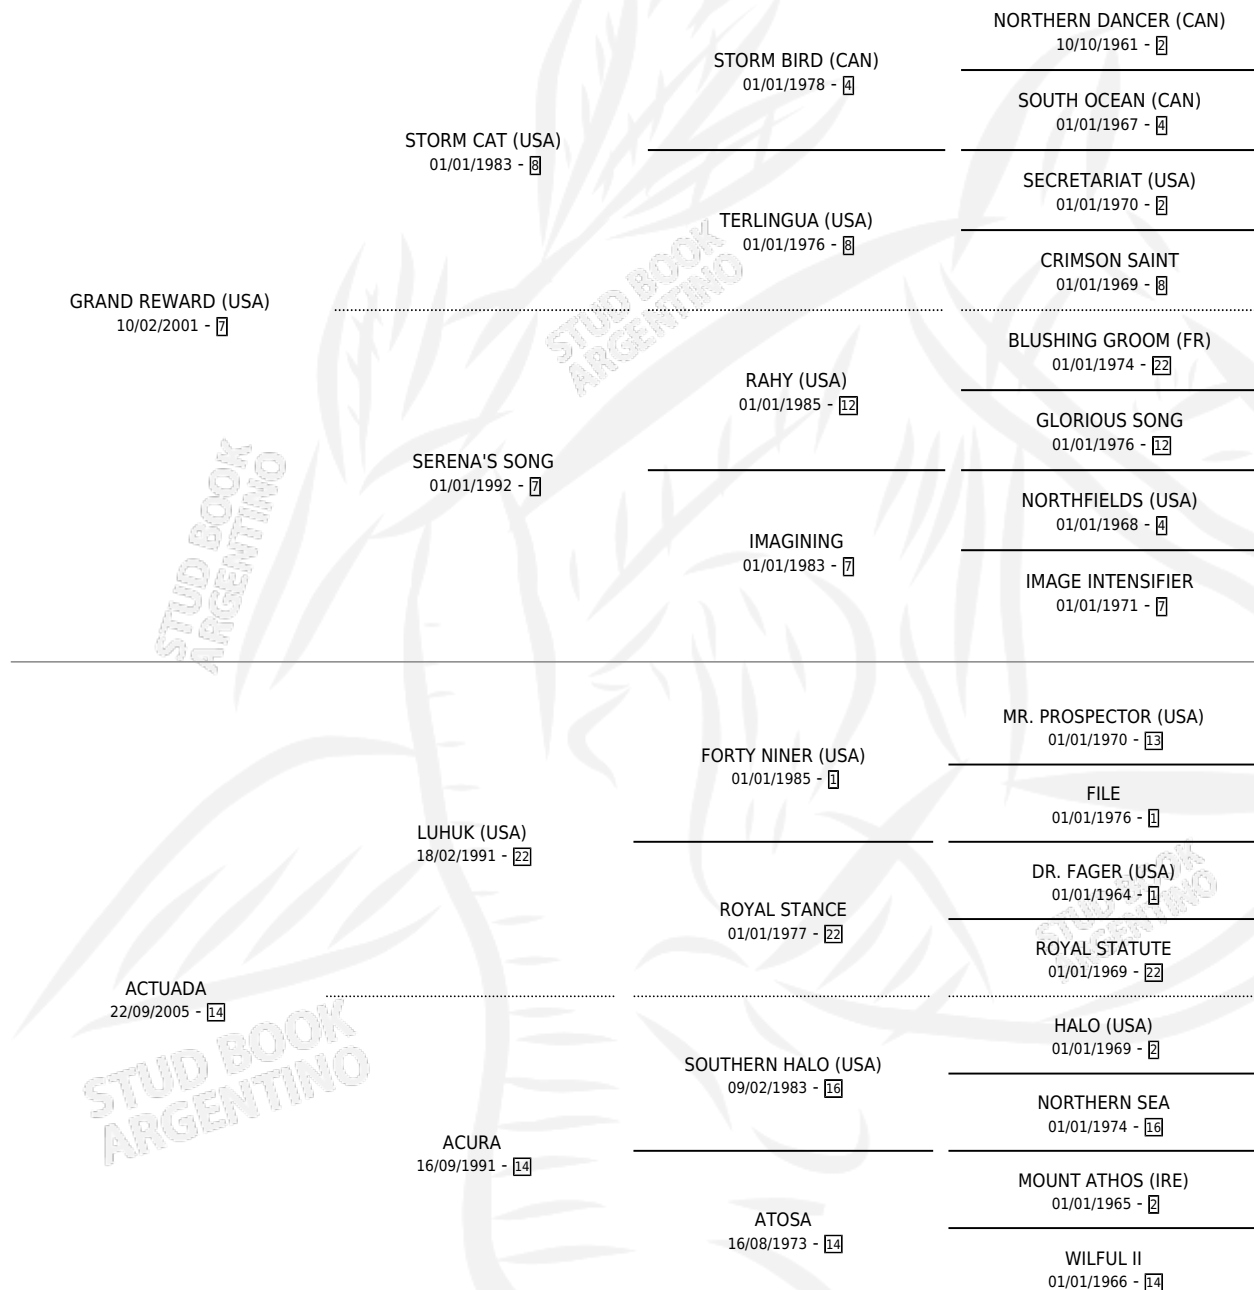 NORTHERN DANCER (CAN)
10/10/1961 - 2
STORM BIRD (CAN)
01/01/1978 - 4
SOUTH OCEAN (CAN)
01/01/1967 - 4
STORM CAT (USA)
01/01/1983 - 8
SECRETARIAT (USA)
01/01/1970 - 2
TERLINGUA (USA)
01/01/1976 - 8
CRIMSON SAINT
01/01/1969 - 8
GRAND REWARD (USA)
10/02/2001 - 7
BLUSHING GROOM (FR)
01/01/1974 - 22
RAHY (USA)
01/01/1985 - 12
GLORIOUS SONG
01/01/1976 - 12
SERENA'S SONG
01/01/1992 - 7
NORTHFIELDS (USA)
01/01/1968 - 4
IMAGINING
01/01/1983 - 7
IMAGE INTENSIFIER
01/01/1971 - 7
MR. PROSPECTOR (USA)
01/01/1970 - 13
FORTY NINER (USA)
01/01/1985 - 1
FILE
01/01/1976 - 1
LUHUK (USA)
18/02/1991 - 22
DR. FAGER (USA)
01/01/1964 - 1
ROYAL STANCE
01/01/1977 - 22
ROYAL STATUTE
01/01/1969 - 22
ACTUADA
22/09/2005 - 14
HALO (USA)
01/01/1969 - 2
SOUTHERN HALO (USA)
09/02/1983 - 16
NORTHERN SEA
01/01/1974 - 16
ACURA
16/09/1991 - 14
MOUNT ATHOS (IRE)
01/01/1965 - 2
ATOSA
16/08/1973 - 14
WILFUL II
01/01/1966 - 14
STUD BOOK
ARGENTINO
STUD BOOK
ARGENTINO
STUD BOOK
ARGENTINO
STUD BOOK
ARGENTINO